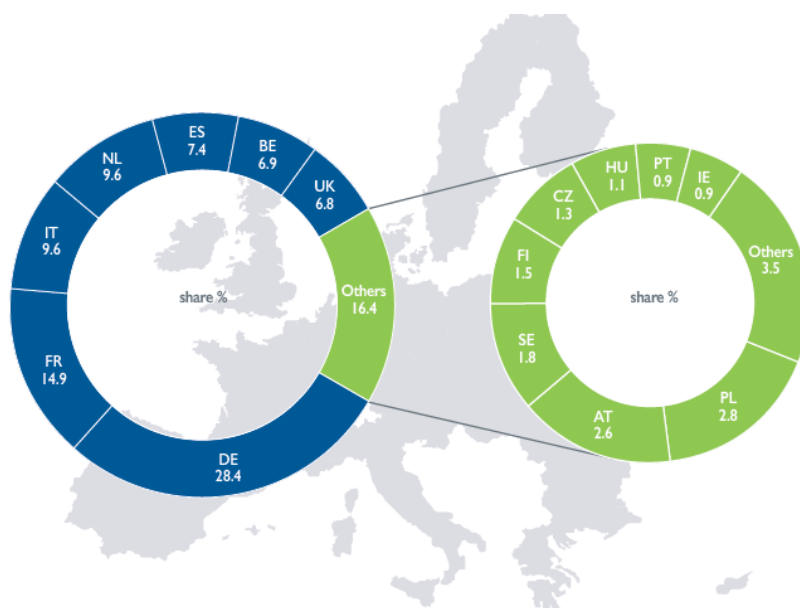 ES
7.4
BE
6.9
UK
6.8
NL
9.6
IT
9.6
share %
Others
16.4
FR
14.9
DE
28.4
HU
1.1
PT
0.9
IE
0.9
CZ
1.3
Others
3.5
FI
1.5
share %
SE
1.8
PL
2.8
AT
2.6